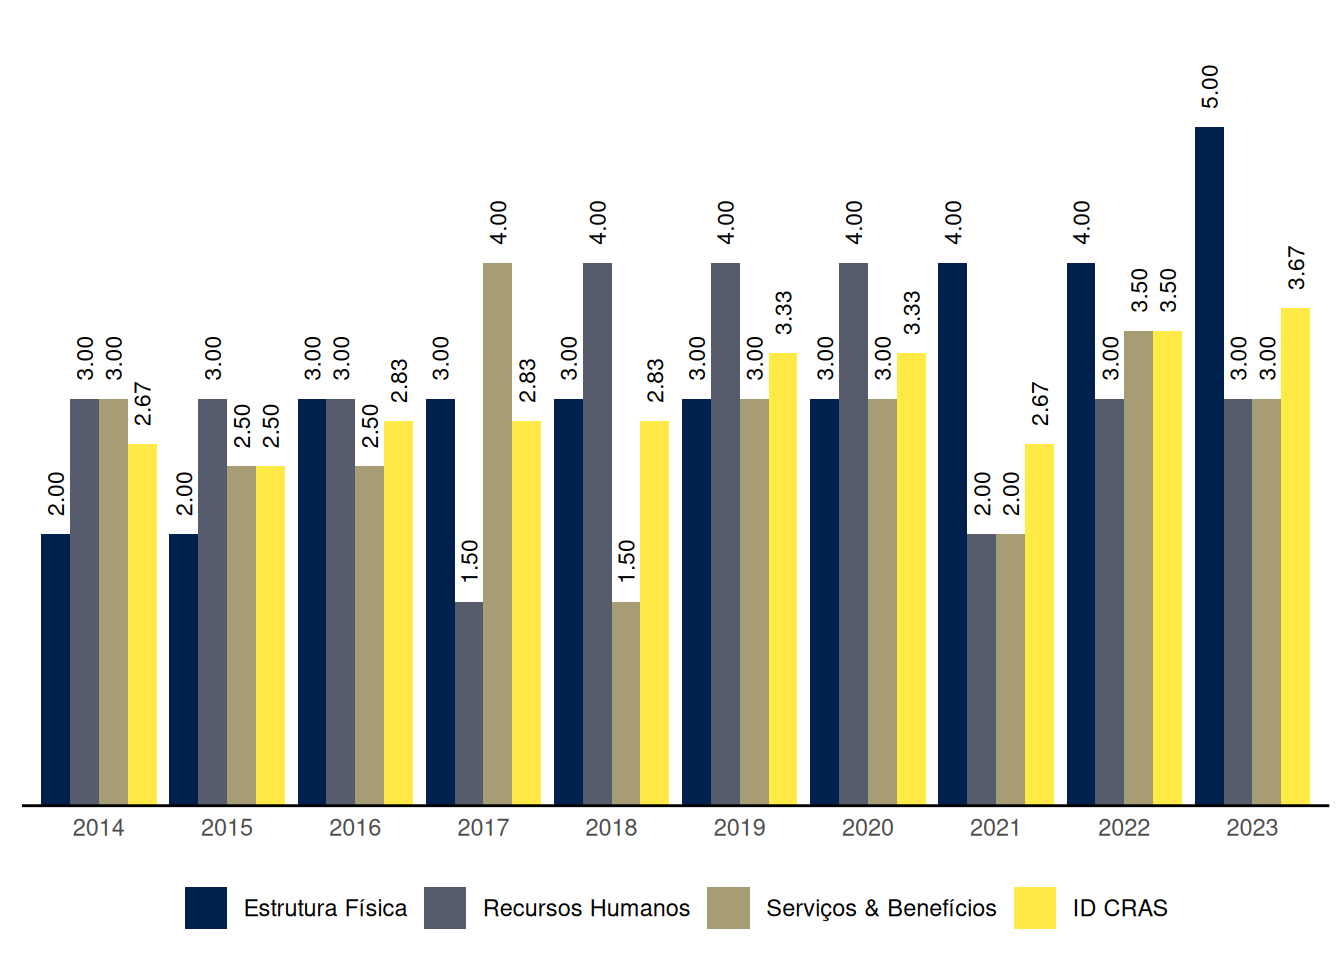 5.00
4.00 4.00 4.00 4.00 4.00 4.00
3.67
3.50 3.50
3.33 3.33
3.00 3.00 3.00 3.00 3.00 3.00 3.00 3.00 3.00 3.00 3.00 3.00 3.00 3.00
2.83 2.83 2.83
2.67 2.67
2.50 2.50 2.50
2.00 2.00 2.00 2.00
1.50 1.50
2014 2015 2016 2017 2018 2019 2020 2021 2022 2023
Estrutura Física Recursos Humanos Serviços & Benefícios ID CRAS